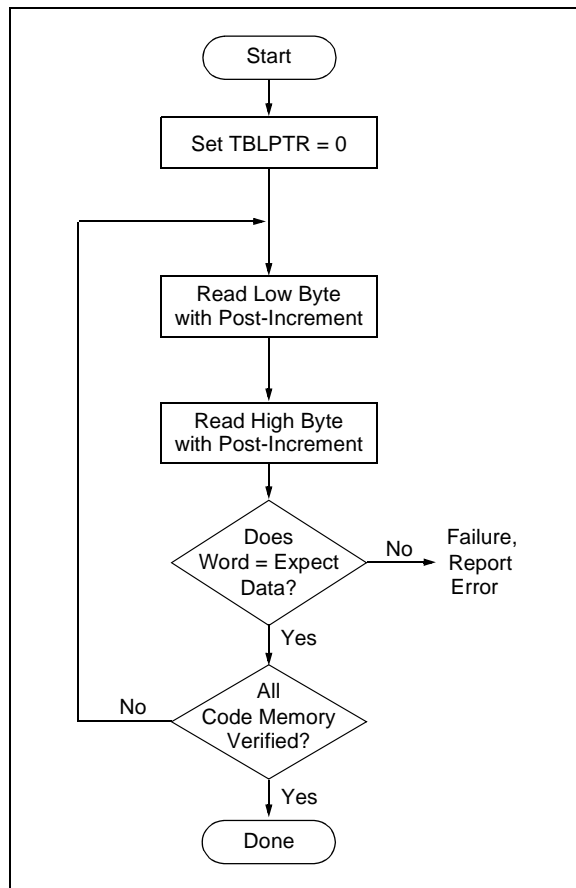 Start
Set TBLPTR = 0
Read Low Byte
with Post-Increment
Read High Byte
with Post-Increment
Does
Word = Expect
Data?
No
Failure,
Report
Error
Yes
All
Code Memory
Verified?
No
Yes
Done